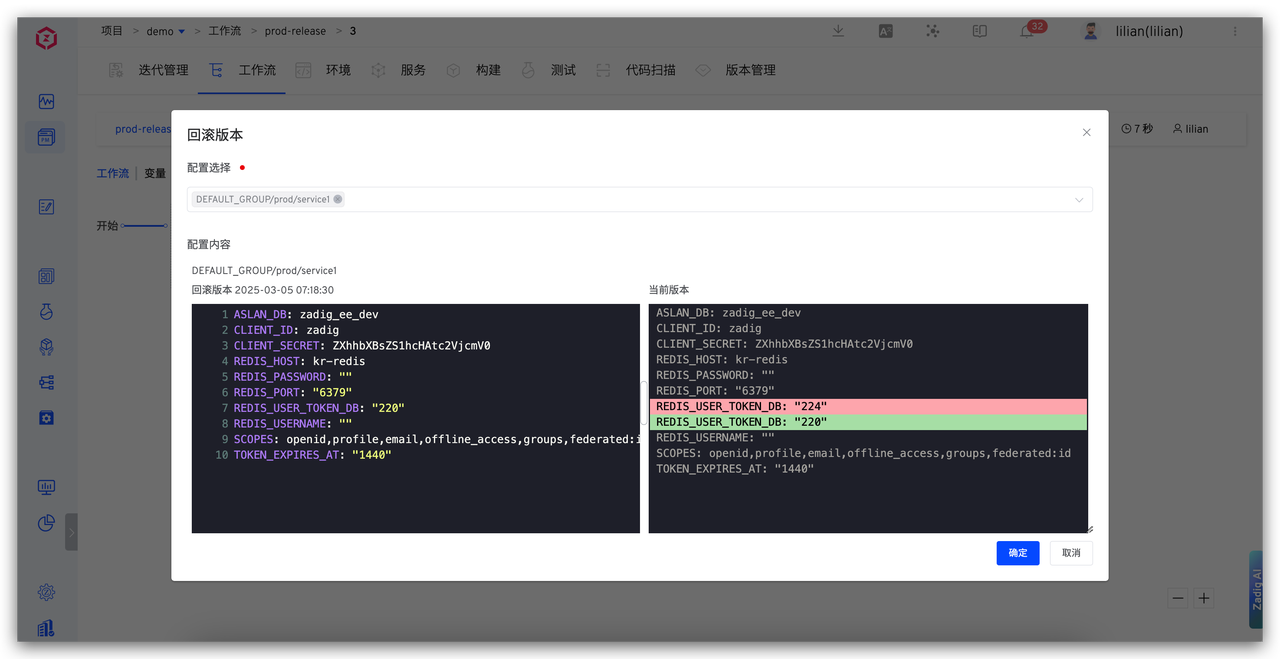 项目 > demo > 工作流 > prod-release > 3
32
lilian(lilian)
迭代管理 工作流 环境 服务 构建 测试 代码扫描 版本管理
prod-releas
7 秒 lilian
工作流 变量
开始
回滚版本
配置选择
DEFAULT_GROUP/prod/service1
配置内容
DEFAULT_GROUP/prod/service1
回滚版本 2025-03-05 07:18:30
1 ASLAN_DB: zadig_ee_dev
2 CLIENT_ID: zadig
3 CLIENT_SECRET: ZXhhbXBsZS1hcHAtc2VjcmV0
4 REDIS_HOST: kr-redis
5 REDIS_PASSWORD: ""
6 REDIS_PORT: "6379"
7 REDIS_USER_TOKEN_DB: "220"
8 REDIS_USERNAME: ""
9 SCOPES: openid,profile,email,offline_access,groups,federated:i
10 TOKEN_EXPIRES_AT: "1440"
当前版本
ASLAN_DB: zadig_ee_dev
CLIENT_ID: zadig
CLIENT_SECRET: ZXhhbXBsZS1hcHAtc2VjcmV0
REDIS_HOST: kr-redis
REDIS_PASSWORD: ""
REDIS_PORT: "6379"
REDIS_USER_TOKEN_DB: "224"
REDIS_USER_TOKEN_DB: "220"
REDIS_USERNAME: ""
SCOPES: openid,profile,email,offline_access,groups,federated:id
TOKEN_EXPIRES_AT: "1440"
确定 取消
Zadig AI